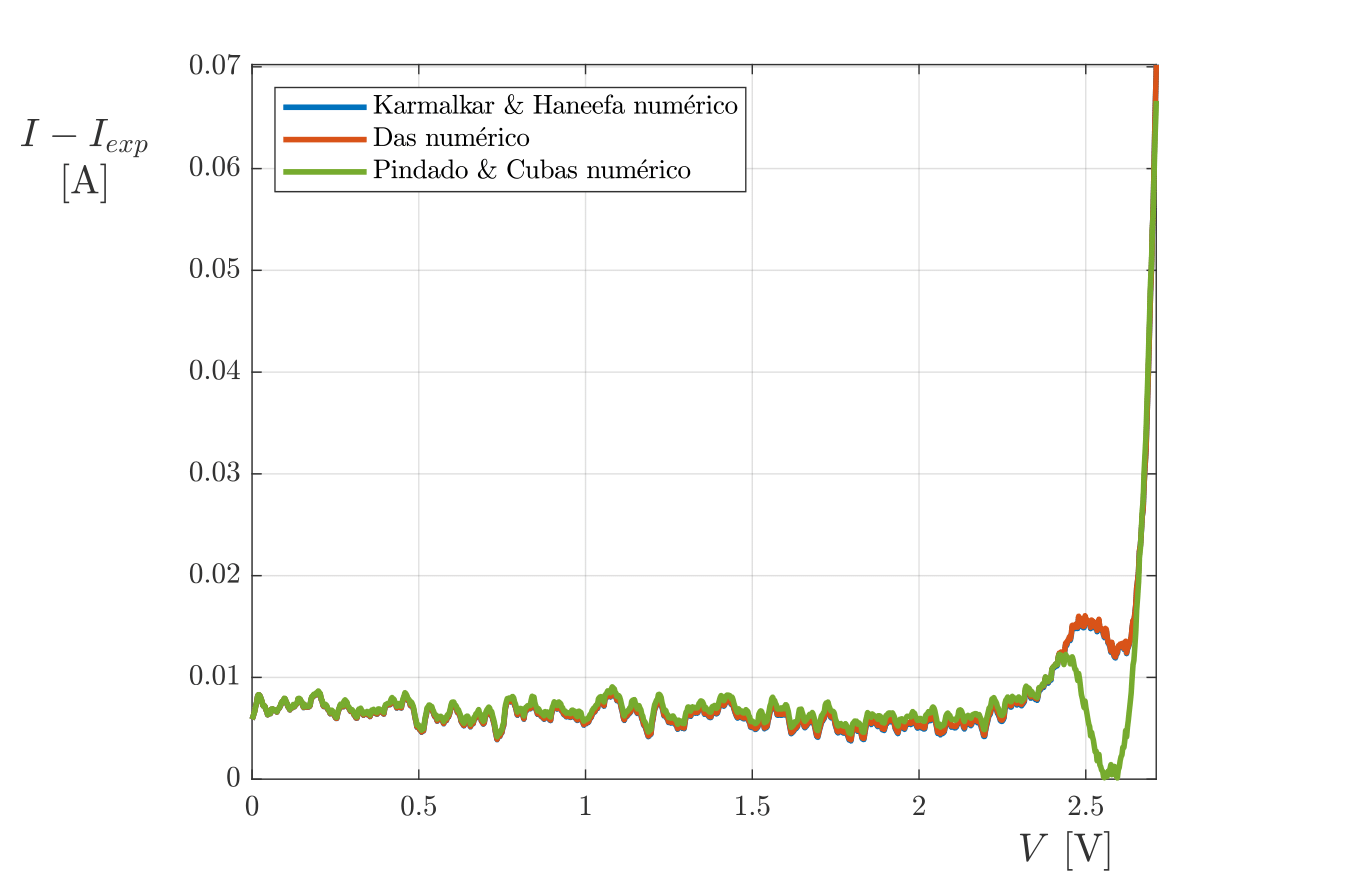 I − I_exp
[A]
0.07
0.06
0.05
0.04
0.03
0.02
0.01
0
Karmalkar & Haneefa numérico
Das numérico
Pindado & Cubas numérico
0 0.5 1 1.5 2 2.5
V [V]